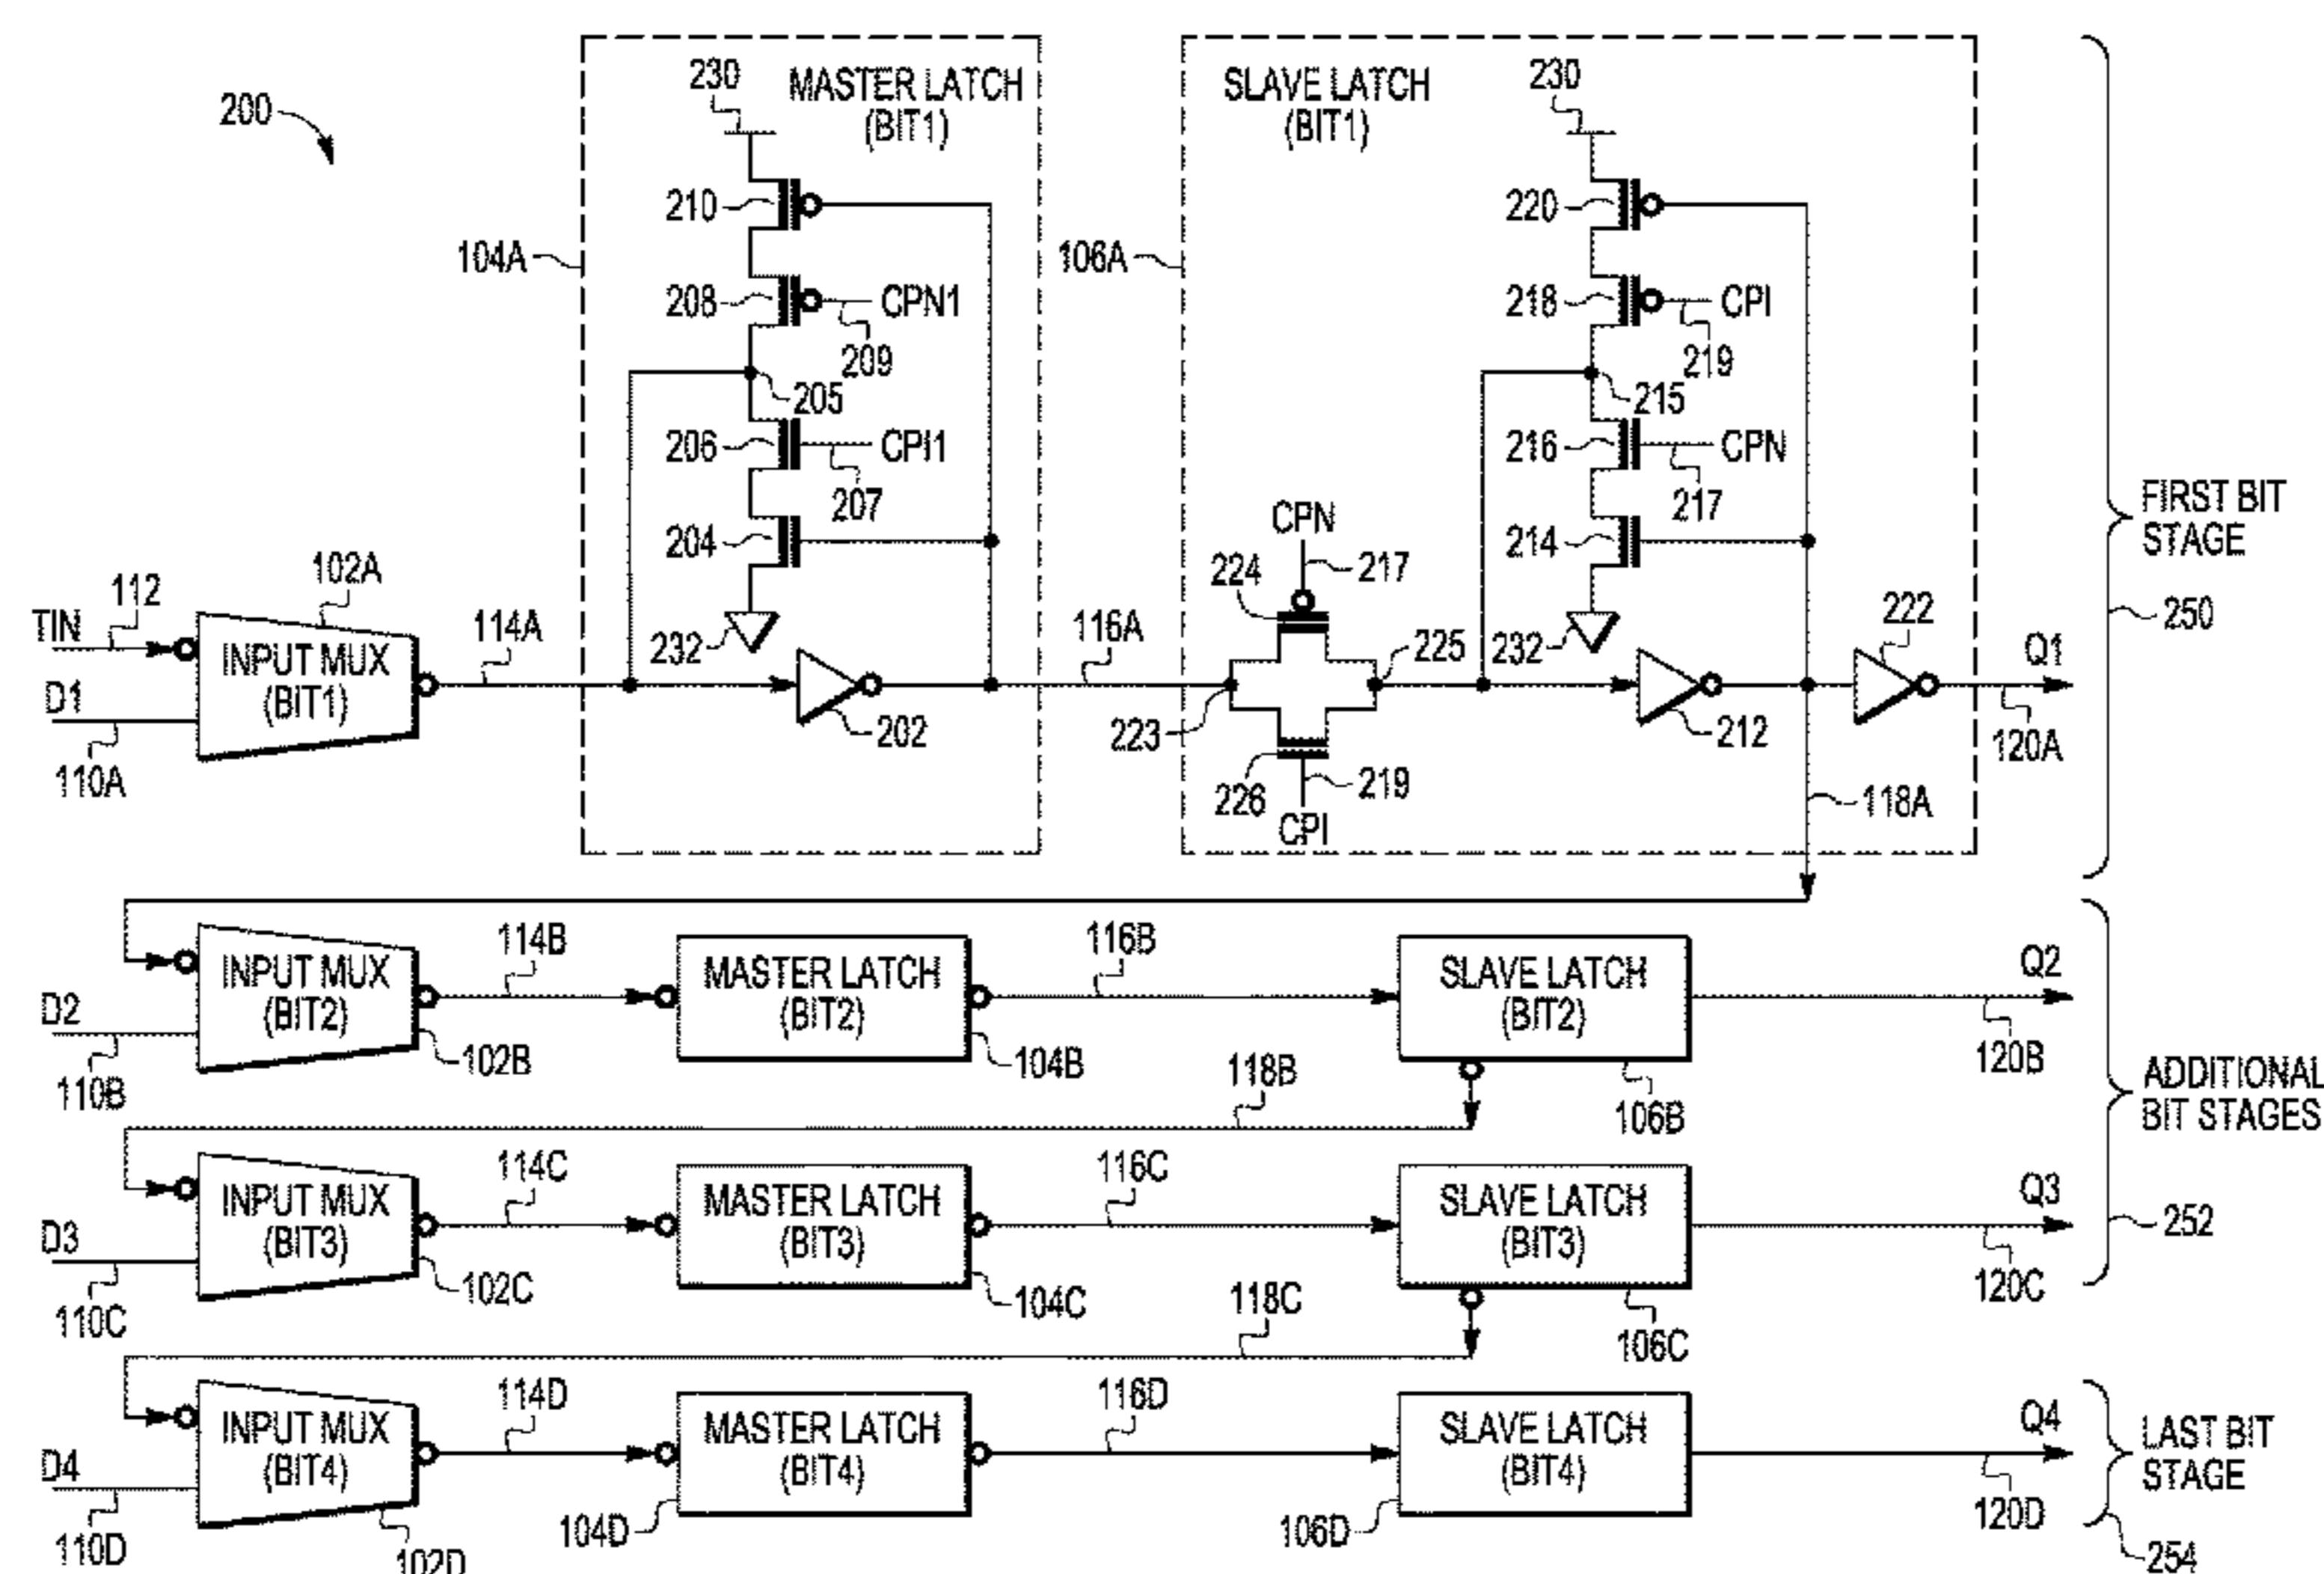 200
230
MASTER LATCH
(BIT1)
SLAVE LATCH
(BIT1)
230
210
220
104A
106A
208
CPN1
209
218
CPI
219
205
215
206
CPI1
207
216
CPN
217
204
214
232
232
CPN
217
224
225
223
226
219
CPI
FIRST BIT
STAGE
250
TIN
112
102A
INPUT MUX
(BIT1)
D1
110A
114A
202
116A
212
222
Q1
120A
118A
INPUT MUX
(BIT2)
D2
110B
102B
114B
MASTER LATCH
(BIT2)
104B
116B
SLAVE LATCH
(BIT2)
106B
Q2
120B
118B
ADDITIONAL
BIT STAGES
252
INPUT MUX
(BIT3)
D3
110C
102C
114C
MASTER LATCH
(BIT3)
104C
116C
SLAVE LATCH
(BIT3)
106C
Q3
120C
118C
INPUT MUX
(BIT4)
D4
110D
102D
114D
MASTER LATCH
(BIT4)
104D
116D
SLAVE LATCH
(BIT4)
106D
Q4
120D
LAST BIT
STAGE
254